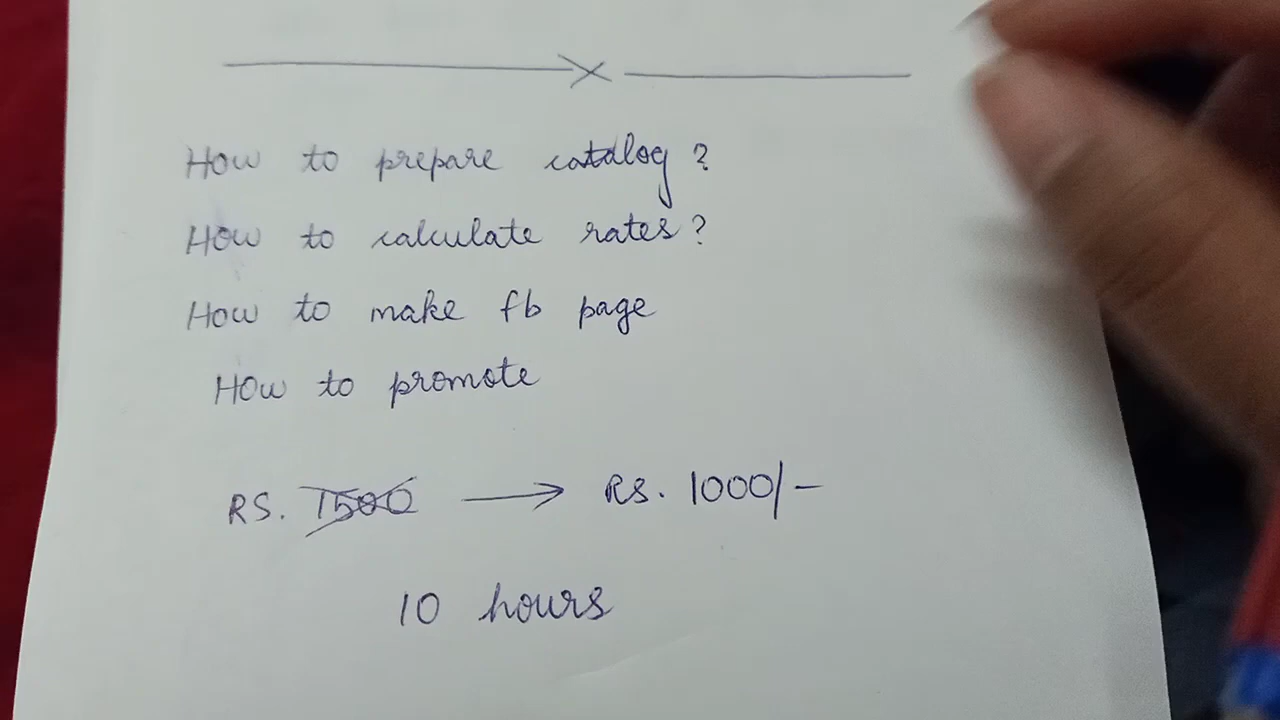 How to prepare catalog?
How to calculate rates?
How to make fb page
How to promote
RS. 1500 → RS. 1000/-
10 hours